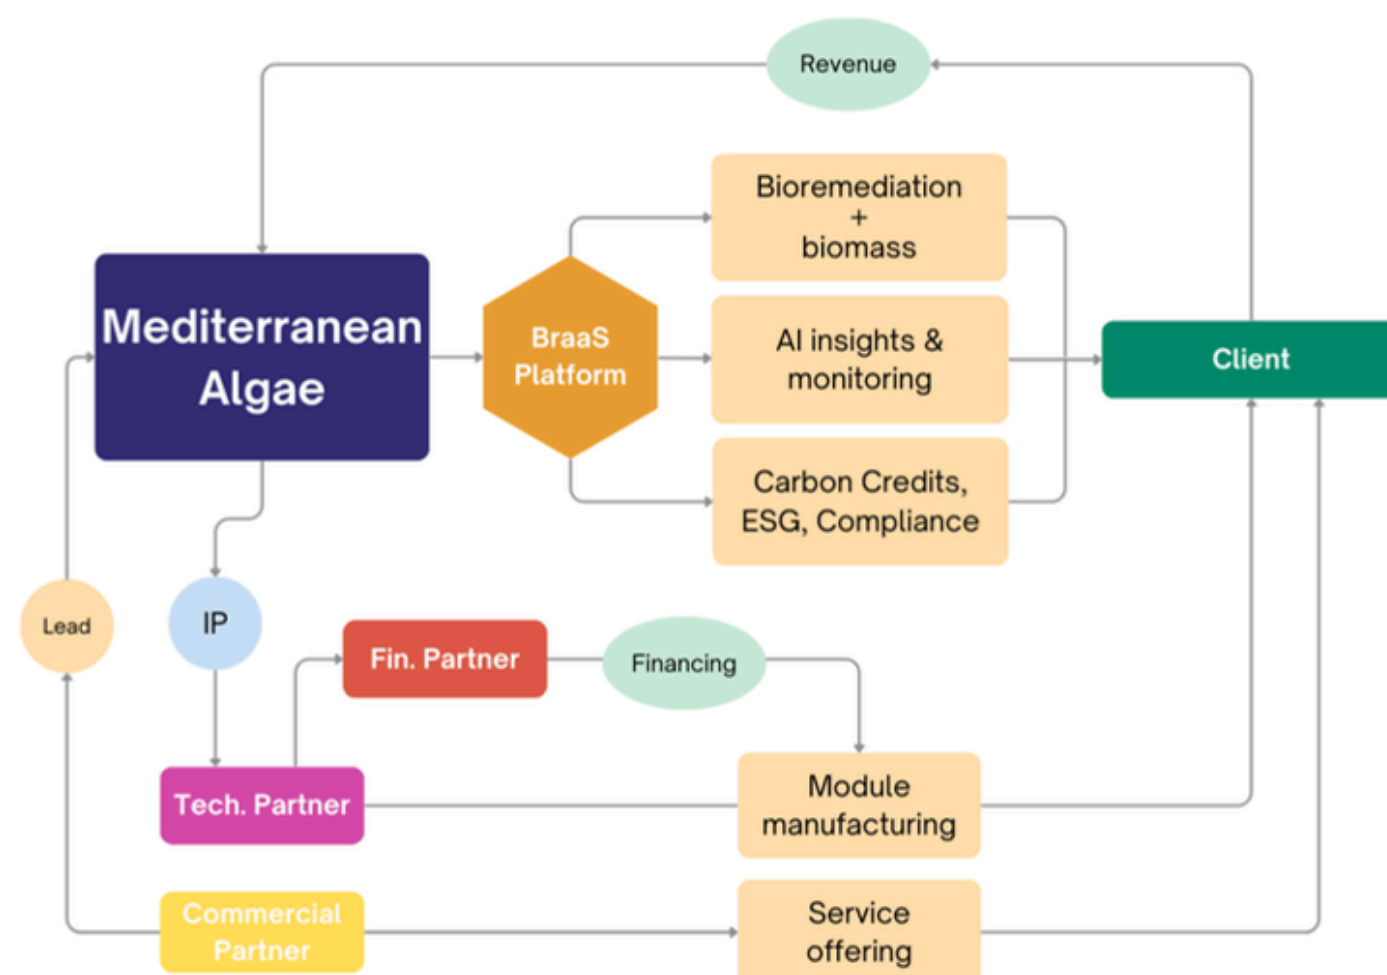 Revenue
Bioremediation
+
biomass
Mediterranean
Algae
BraaS
Platform
AI insights &
monitoring
Client
Carbon Credits,
ESG, Compliance
Lead
IP
Fin. Partner
Financing
Tech. Partner
Module
manufacturing
Commercial
Partner
Service
offering